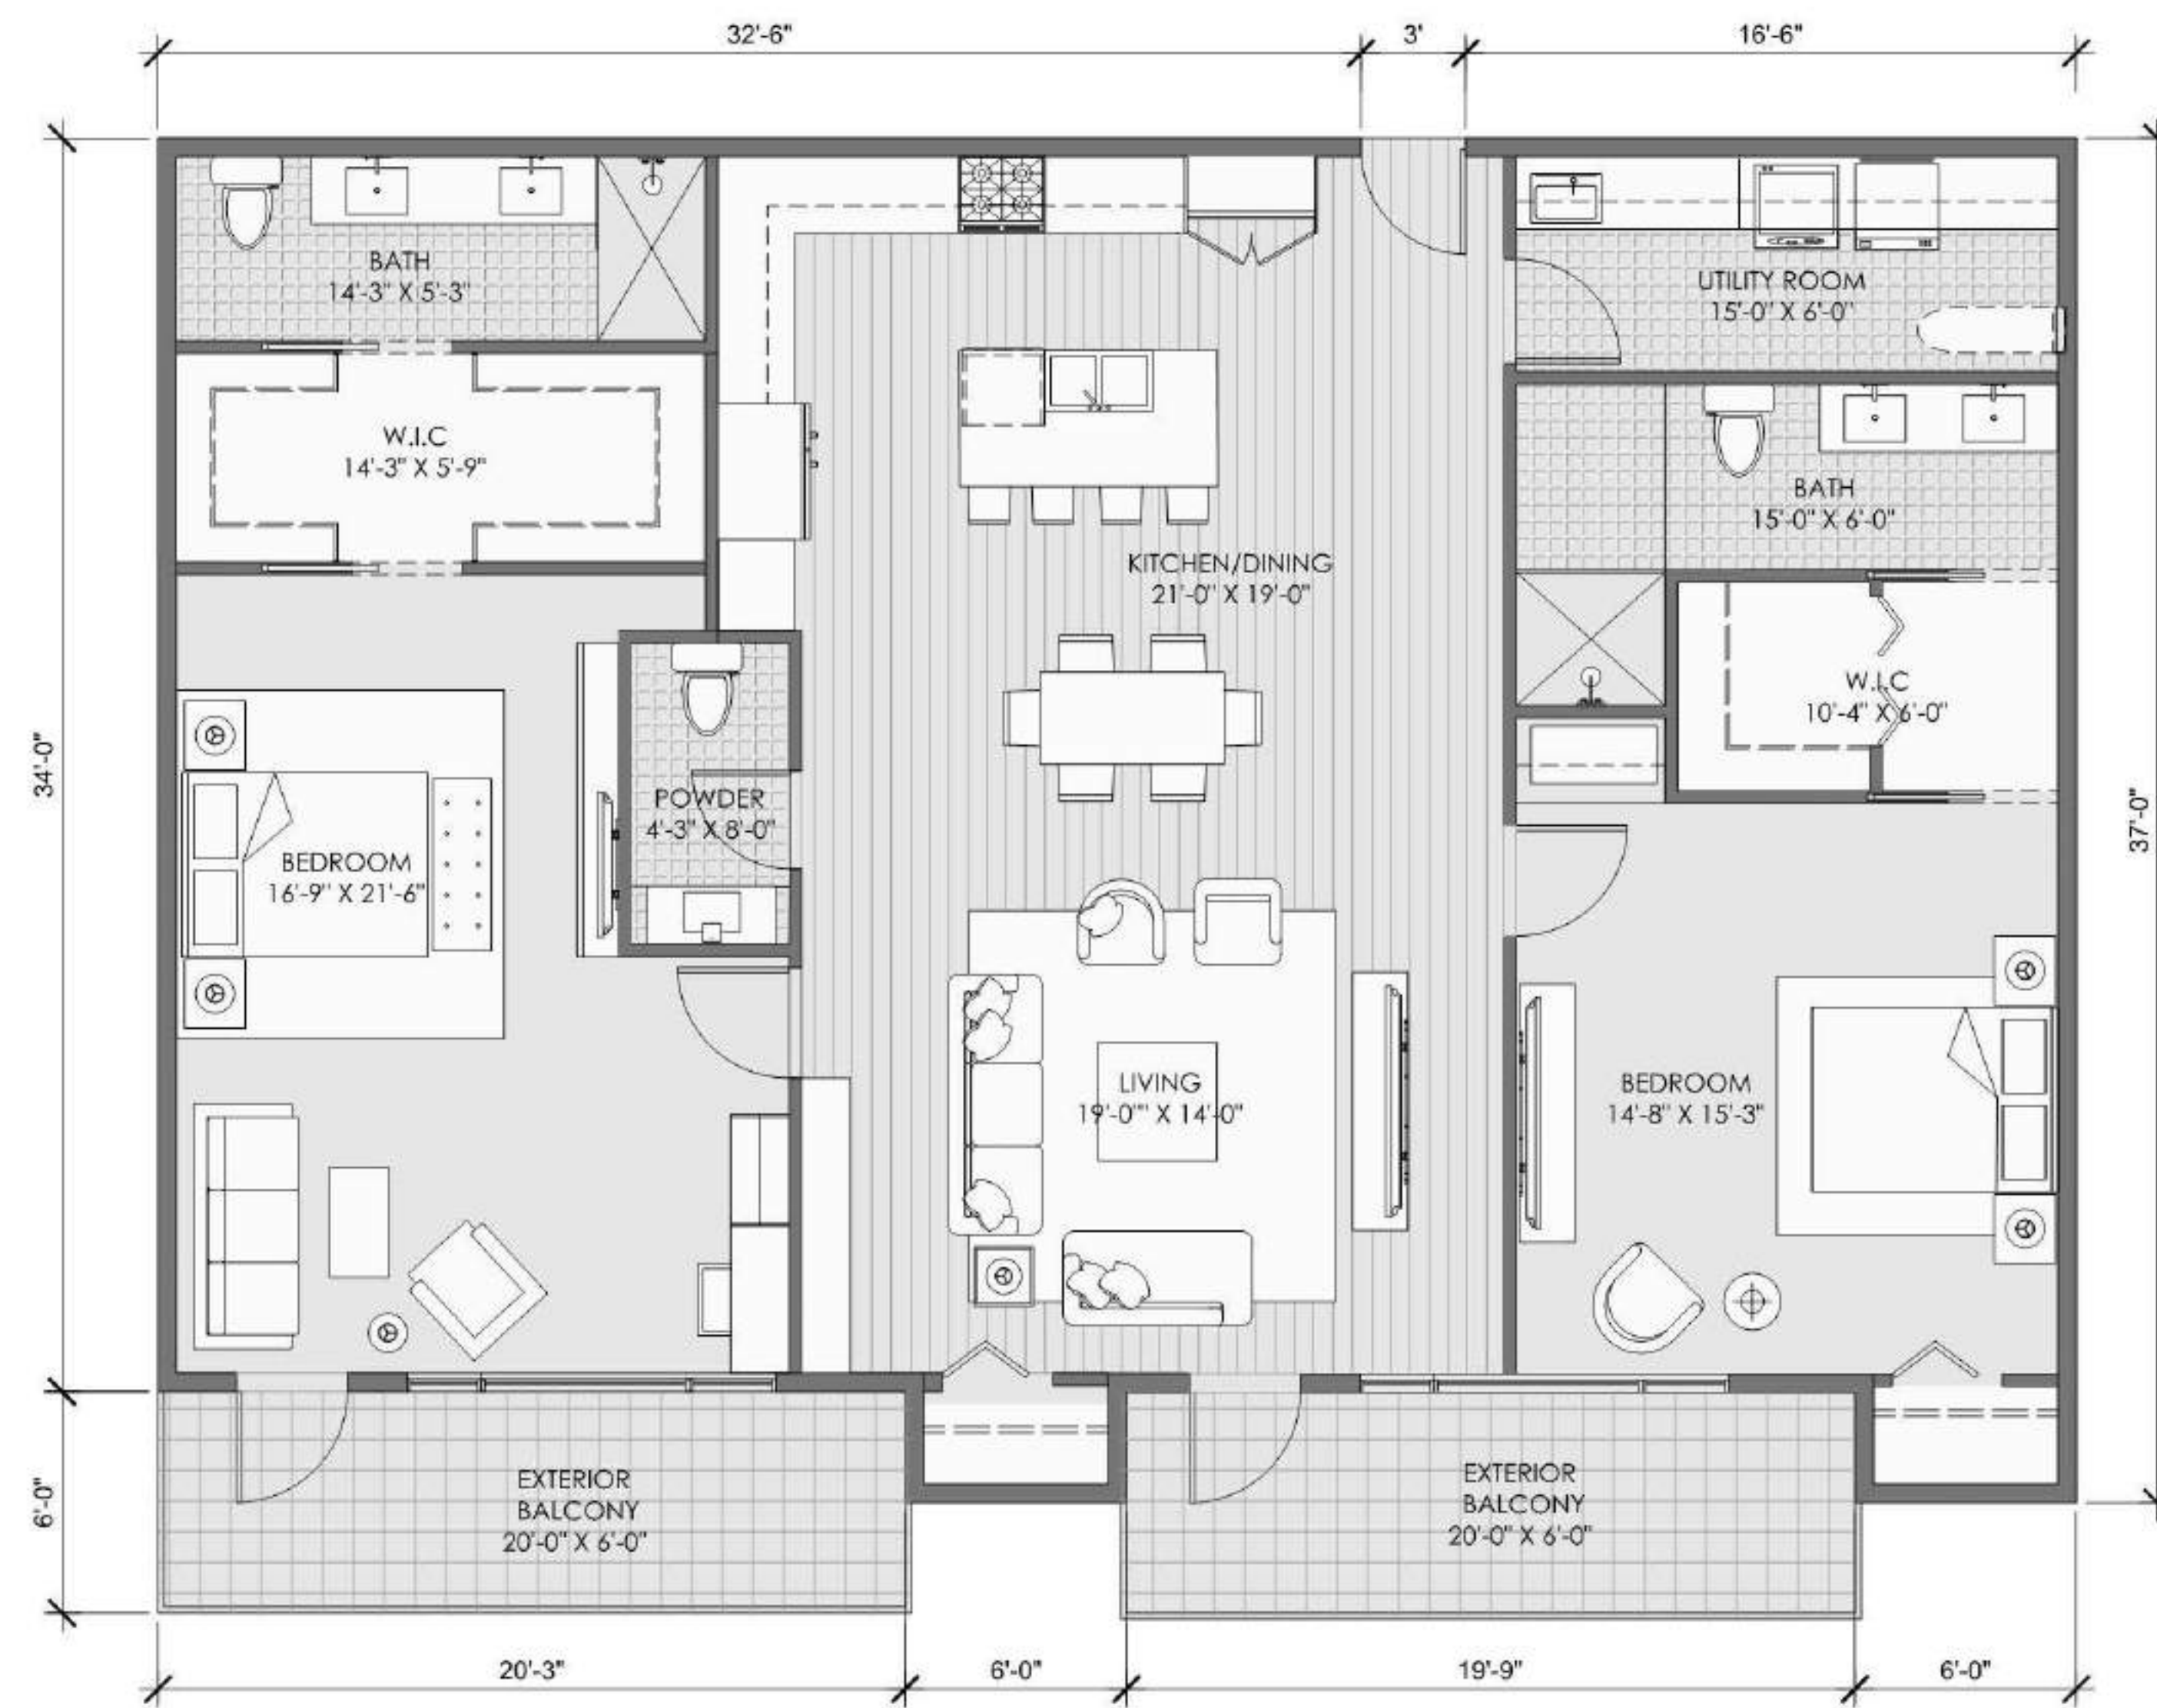 32'-6"
3'
16'-6"
BATH
14'-3" X 5'-3"
UTILITY ROOM
15'-0" X 6'-0"
W.I.C
14'-3" X 5'-9"
BATH
15'-0" X 6'-0"
KITCHEN/DINING
21'-0" X 19'-0"
W.I.C
10'-4" X 6'-0"
34'-0"
37'-0"
POWDER
4'-3" X 8'-0"
BEDROOM
16'-9" X 21'-6"
LIVING
19'-0"" X 14'-0"
BEDROOM
14'-8" X 15'-3"
6'-0"
EXTERIOR
BALCONY
20'-0" X 6'-0"
EXTERIOR
BALCONY
20'-0" X 6'-0"
20'-3"
6'-0"
19'-9"
6'-0"